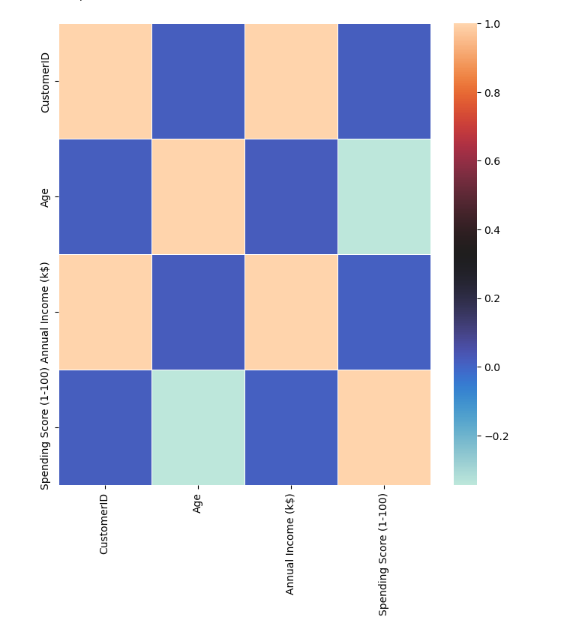 CustomerID
Age
Annual Income (k$)
Spending Score (1-100)
CustomerID
Age
Annual Income (k$)
Spending Score (1-100)
1.0
0.8
0.6
0.4
0.2
0.0
−0.2